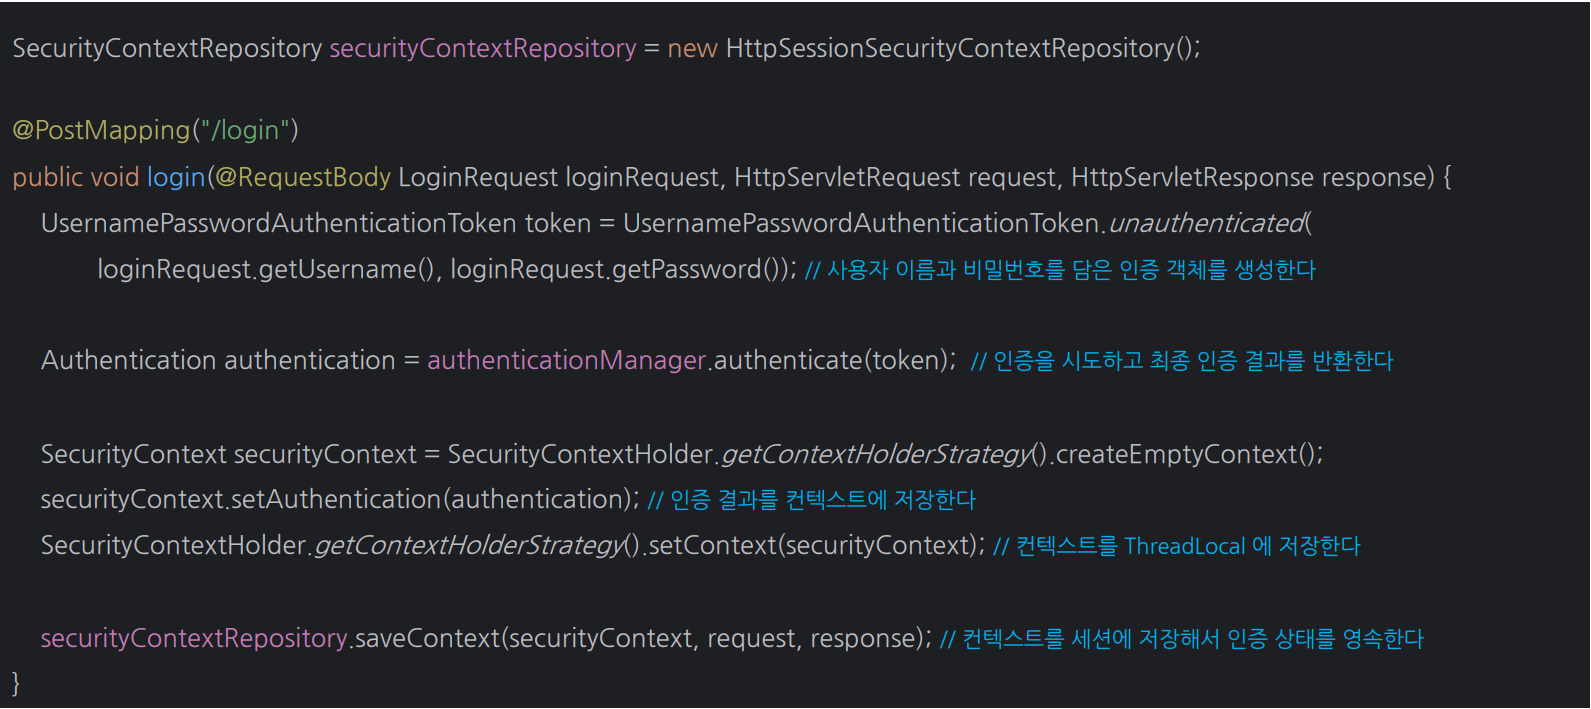 SecurityContextRepository securityContextRepository = new HttpSessionSecurityContextRepository();
@PostMapping("/login")
public void login(@RequestBody LoginRequest loginRequest, HttpServletRequest request, HttpServletResponse response) {
UsernamePasswordAuthenticationToken token = UsernamePasswordAuthenticationToken.unauthenticated(
loginRequest.getUsername(), loginRequest.getPassword()); // 사용자 이름과 비밀번호를 담은 인증 객체를 생성한다
Authentication authentication = authenticationManager.authenticate(token); // 인증을 시도하고 최종 인증 결과를 반환한다
SecurityContext securityContext = SecurityContextHolder.getContextHolderStrategy().createEmptyContext();
securityContext.setAuthentication(authentication); // 인증 결과를 컨텍스트에 저장한다
SecurityContextHolder.getContextHolderStrategy().setContext(securityContext); // 컨텍스트를 ThreadLocal 에 저장한다
securityContextRepository.saveContext(securityContext, request, response); // 컨텍스트를 세션에 저장해서 인증 상태를 영속한다
}